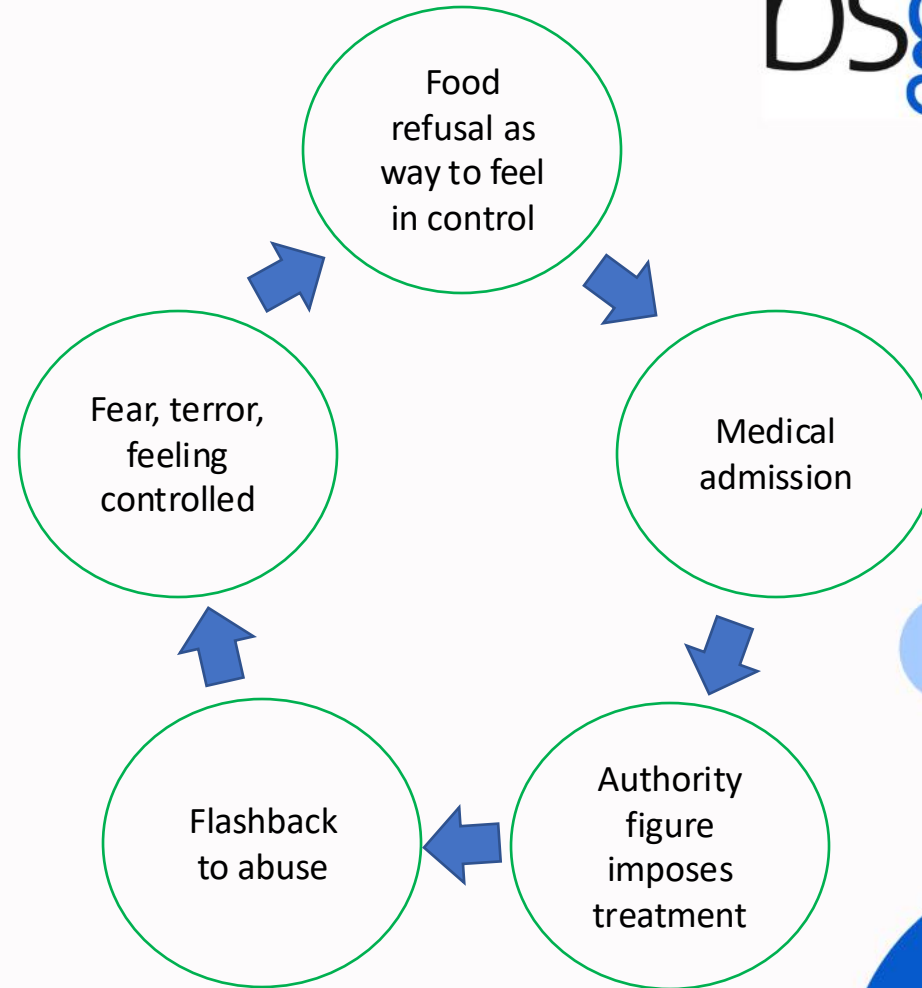 DS
Food
refusal as
way to feel
in control
Medical
admission
Authority
figure
imposes
treatment
Flashback
to abuse
Fear, terror,
feeling
controlled